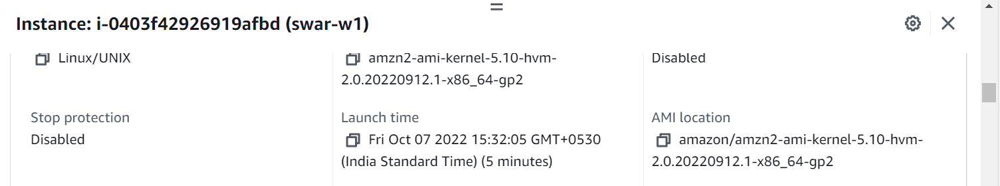 Instance: i-0403f42926919afbd (swar-w1)
Linux/UNIX
amzn2-ami-kernel-5.10-hvm-
2.0.20220912.1-x86_64-gp2
Disabled
Stop protection
Disabled
Launch time
Fri Oct 07 2022 15:32:05 GMT+0530
(India Standard Time) (5 minutes)
AMI location
amazon/amzn2-ami-kernel-5.10-hvm-
2.0.20220912.1-x86_64-gp2